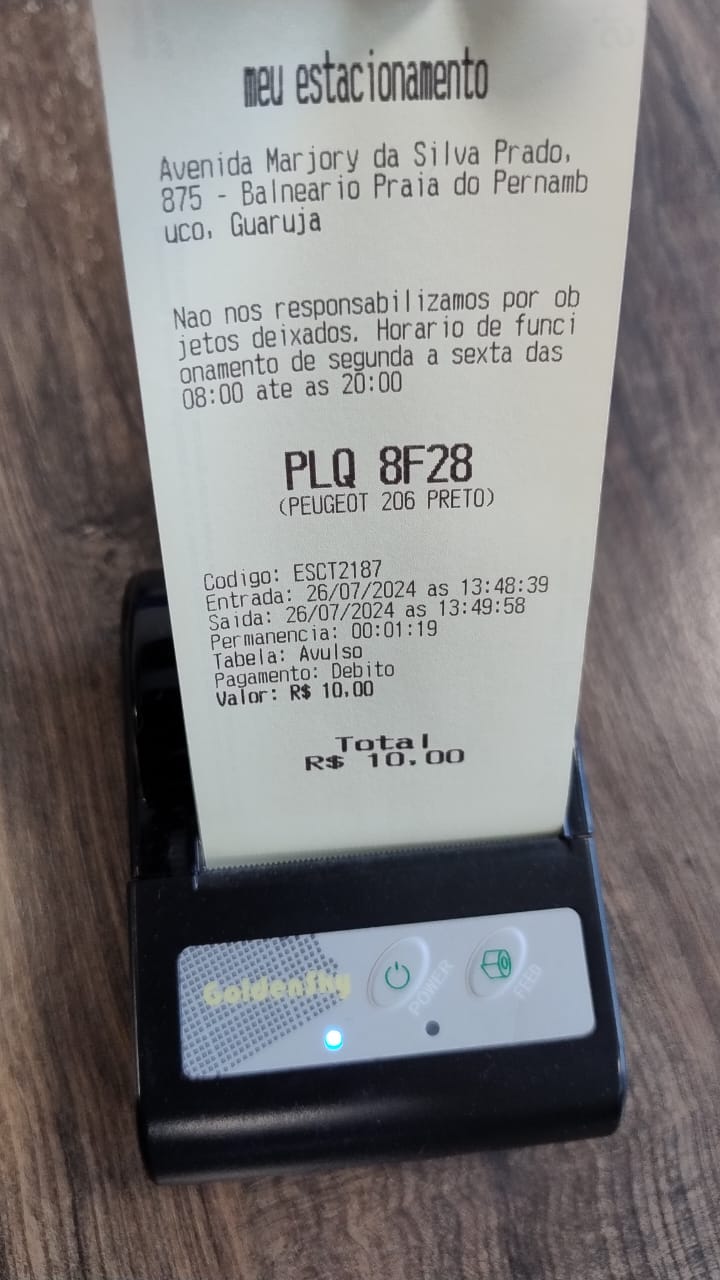 meu estacionamento
Avenida Marjory da Silva Prado,
875 - Balneario Praia do Pernamb
uco, Guaruja
Nao nos responsabilizamos por ob
jetos deixados. Horario de funci
onamento de segunda a sexta das
08:00 ate as 20:00
PLQ 8F28
(PEUGEOT 206 PRETO)
Codigo: ESCT2187
Entrada: 26/07/2024 as 13:48:39
Saida: 26/07/2024 as 13:49:58
Permanencia: 00:01:19
Tabela: Avulso
Pagamento: Debito
Valor: R$ 10,00
Total
R$ 10,00
GoldenSky
POWER
FEED